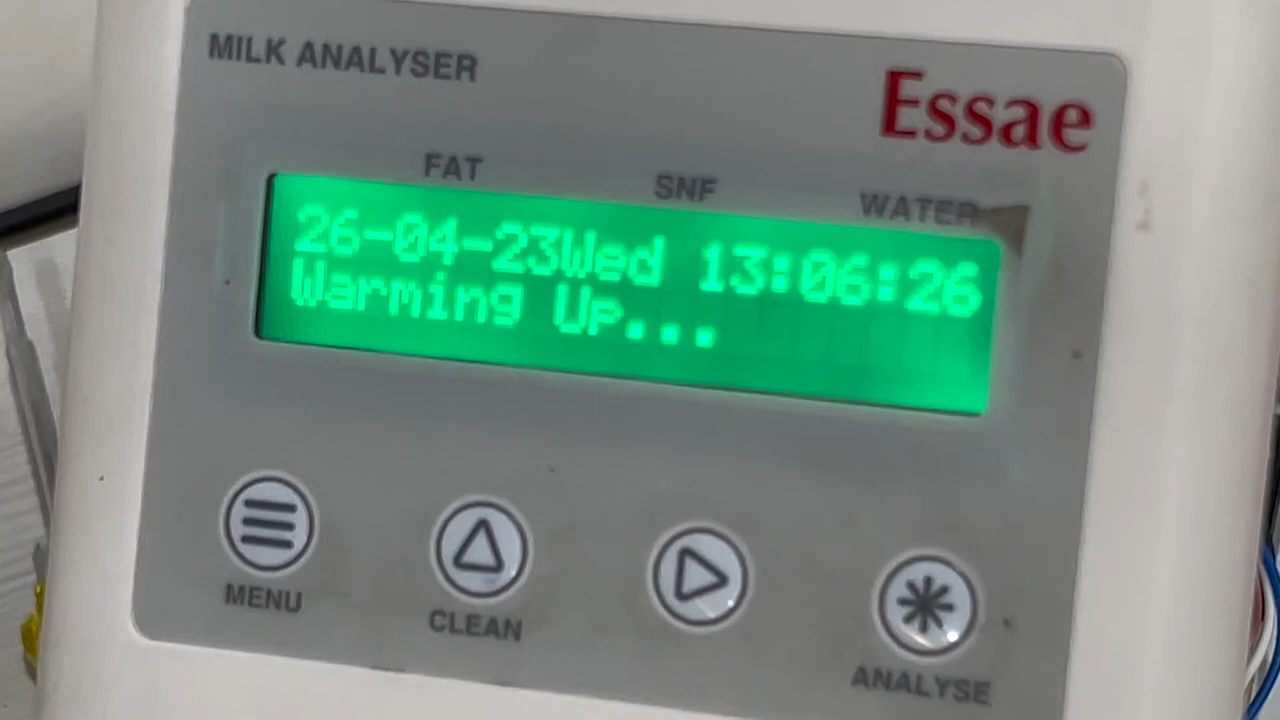 MILK ANALYSER
Essae
FAT SNF WATER
26-04-23Wed 13:06:26
Warming Up...
MENU CLEAN ANALYSE